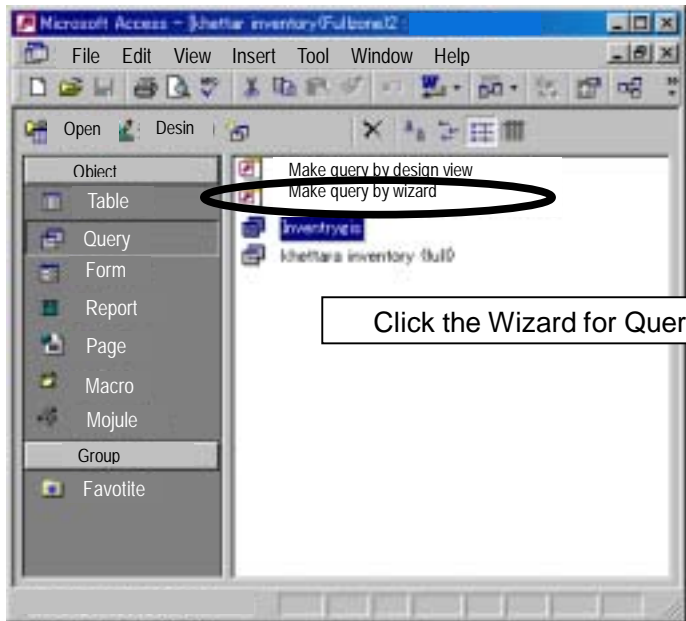 Microsoft Access - [khettar inventory(Fullzone)2 :
File Edit View Insert Tool Window Help
Open Desin
Object
Table
Query
Form
Report
Page
Macro
Mojule
Group
Favotite
Make query by design view
Make query by wizard
Inventrygis
khettara inventory (full)
Click the Wizard for Quer